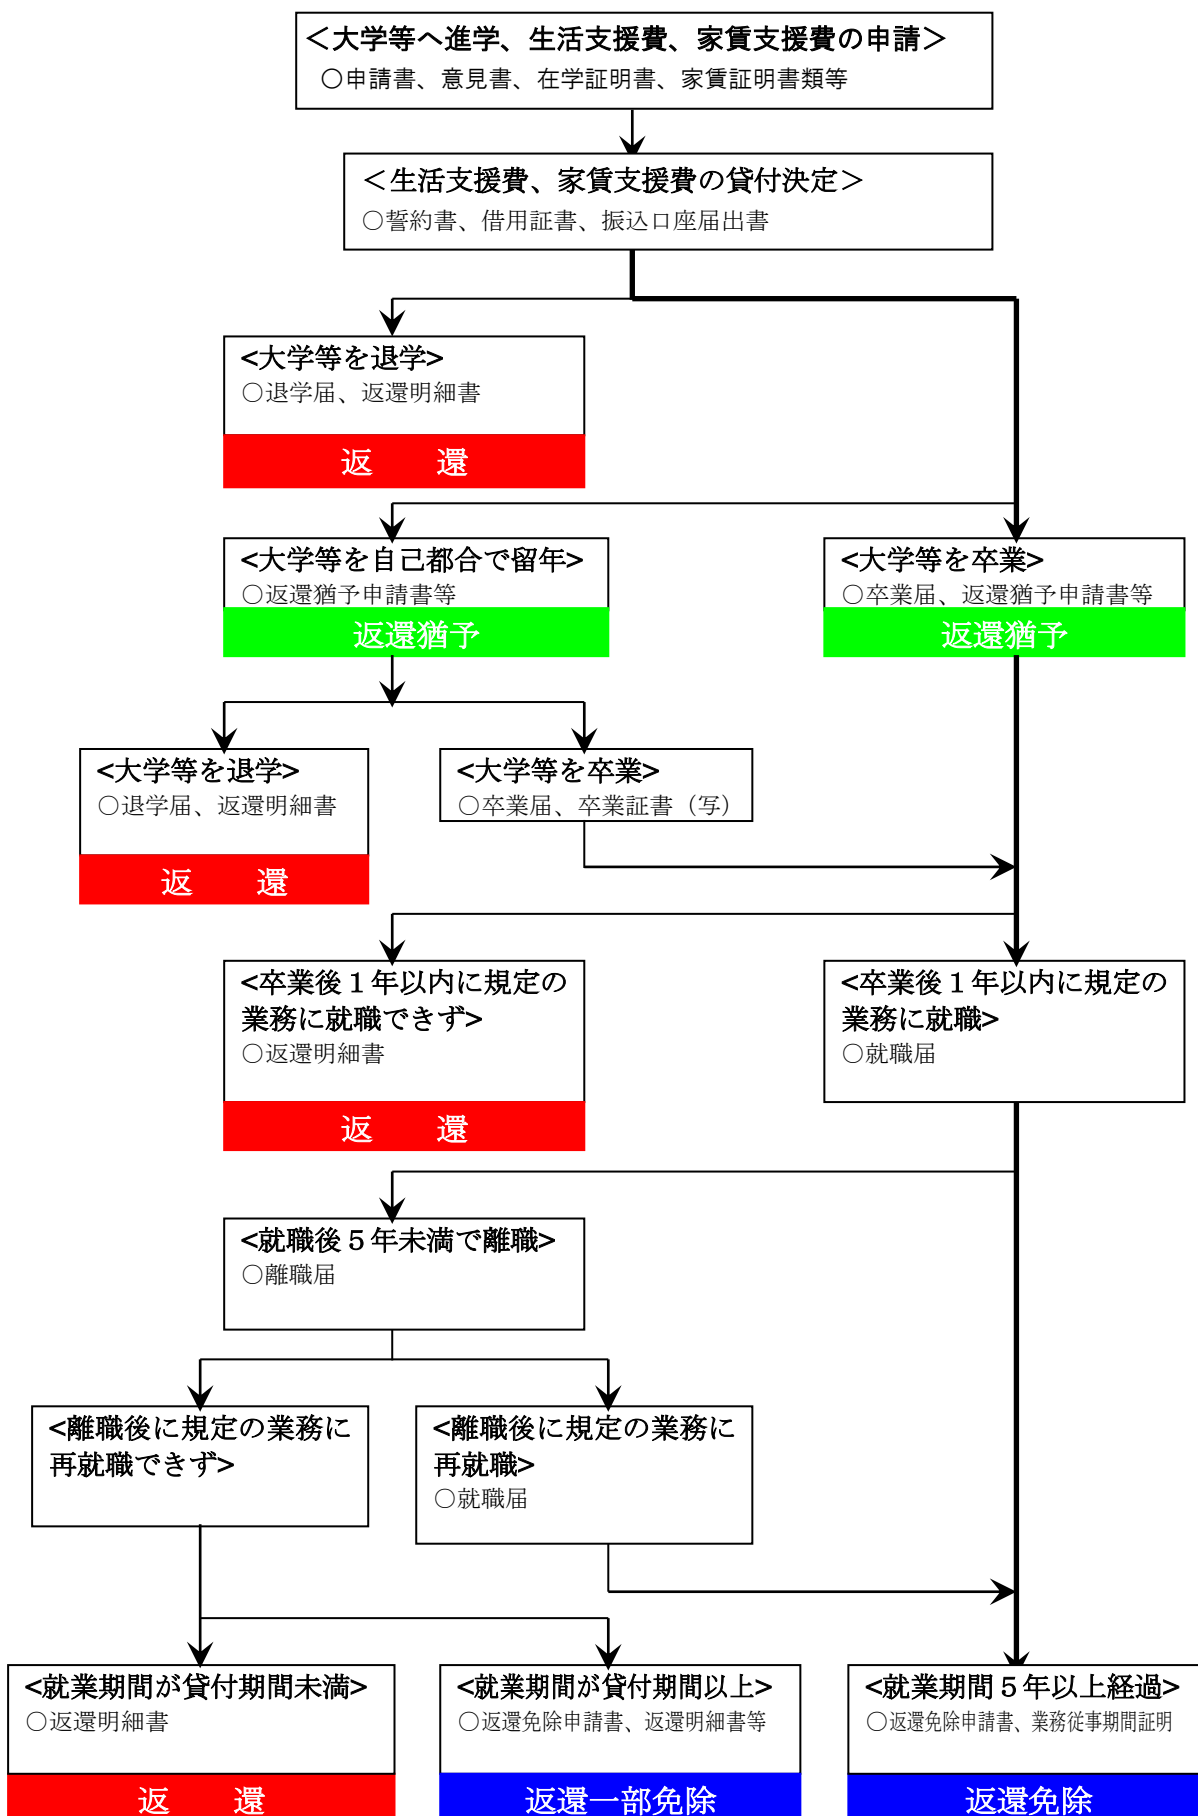 ＜大学等へ進学、生活支援費、家賃支援費の申請＞
○申請書、意見書、在学証明書、家賃証明書類等
＜生活支援費、家賃支援費の貸付決定＞
○誓約書、借用証書、振込口座届出書
<大学等を退学>
○退学届、返還明細書
返　還
<大学等を自己都合で留年>
○返還猶予申請書等
返還猶予
<大学等を卒業>
○卒業届、返還猶予申請書等
返還猶予
<大学等を退学>
○退学届、返還明細書
返　還
<大学等を卒業>
○卒業届、卒業証書（写）
<卒業後１年以内に規定の
業務に就職できず>
○返還明細書
返　還
<卒業後１年以内に規定の
業務に就職>
○就職届
<就職後５年未満で離職>
○離職届
<離職後に規定の業務に
再就職できず>
<離職後に規定の業務に
再就職>
○就職届
<就業期間が貸付期間未満>
○返還明細書
返　還
<就業期間が貸付期間以上>
○返還免除申請書、返還明細書等
返還一部免除
<就業期間５年以上経過>
○返還免除申請書、業務従事期間証明
返還免除